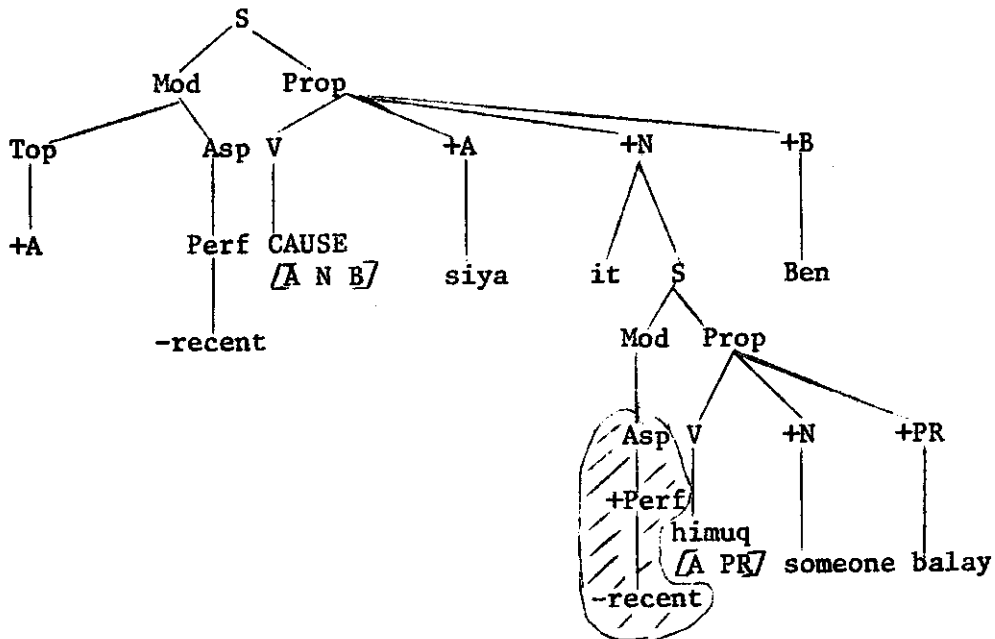 S
Mod Prop
Top Asp V +A +N +B
+A Perf CAUSE siya it S Ben
[A N B]
-recent Mod Prop
Asp V +N +PR
+Perf
himuq
[A PR] someone balay
-recent